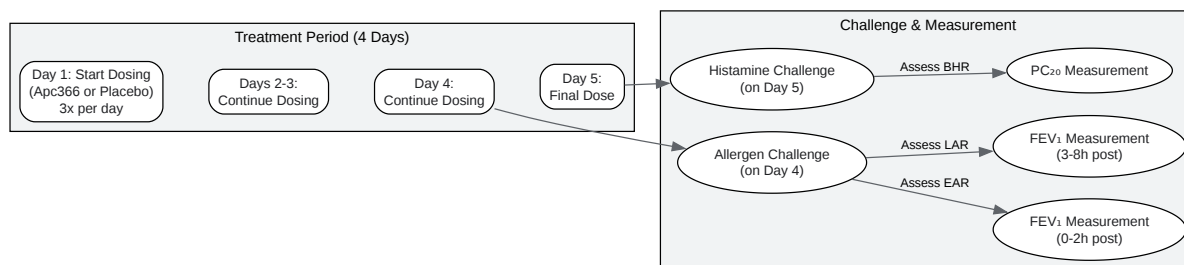 Treatment Period (4 Days)
Day 1: Start Dosing
(Apc366 or Placebo)
3x per day
Days 2-3:
Continue Dosing
Day 4:
Continue Dosing
Day 5:
Final Dose
Challenge & Measurement
Histamine Challenge
(on Day 5)
Assess BHR
PC₂₀ Measurement
Allergen Challenge
(on Day 4)
Assess LAR
FEV₁ Measurement
(3-8h post)
Assess EAR
FEV₁ Measurement
(0-2h post)